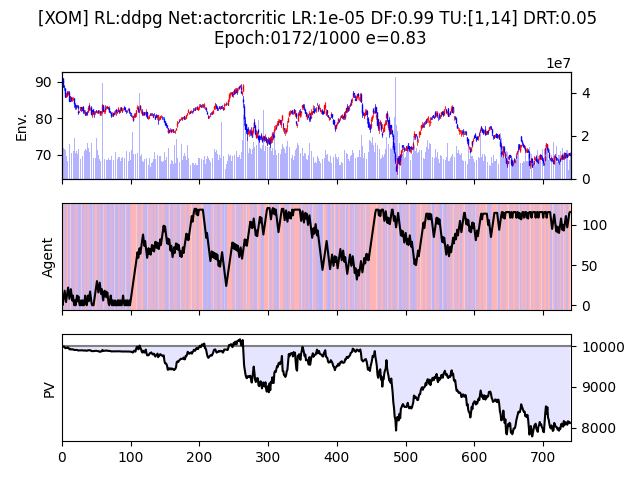 [XOM] RL:ddpg Net:actorcritic LR:1e-05 DF:0.99 TU:[1,14] DRT:0.05
Epoch:0172/1000 e=0.83
1e7
90
80
70
Env.
4
2
0
Agent
100
50
0
PV
10000
9000
8000
0 100 200 300 400 500 600 700